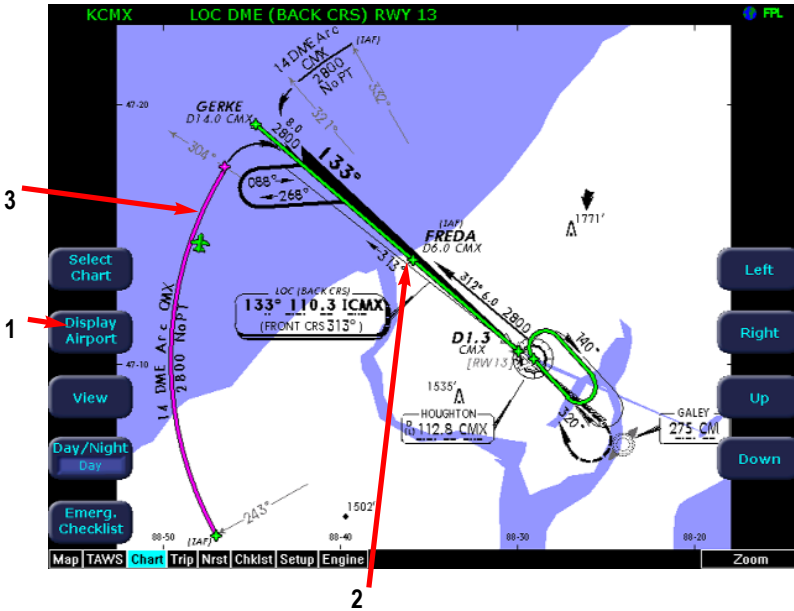 KCMX LOC DME (BACK CRS) RWY 13 FPL
14 DME Arc
CMX
2800
NoPT
(IAF)
332°
321°
47-20
GERKE
D14.0 CMX
8.0
2800
133°
304°
088°
268°
3
1771'
(IAF)
FREDA
D6.0 CMX
313°
Select
Chart
Left
LOC (BACK CRS)
133° 110.3 ICMX
(FRONT CRS 313°)
312° 6.0
2800
1
Display
Airport
Right
14 DME Arc CMX
2800 NoPT
D1.3
CMX
[RW13]
140°
47-10
View
1535'
Up
HOUGHTON
D 112.8 CMX
320°
GALEY
275 CM
Day/Night
Day
Down
Emerg.
Checklist
1502'
243°
(IAF)
88-50
88-40
88-30
88-20
Map TAWS Chart Trip Nrst Chklst Setup Engine Zoom
2